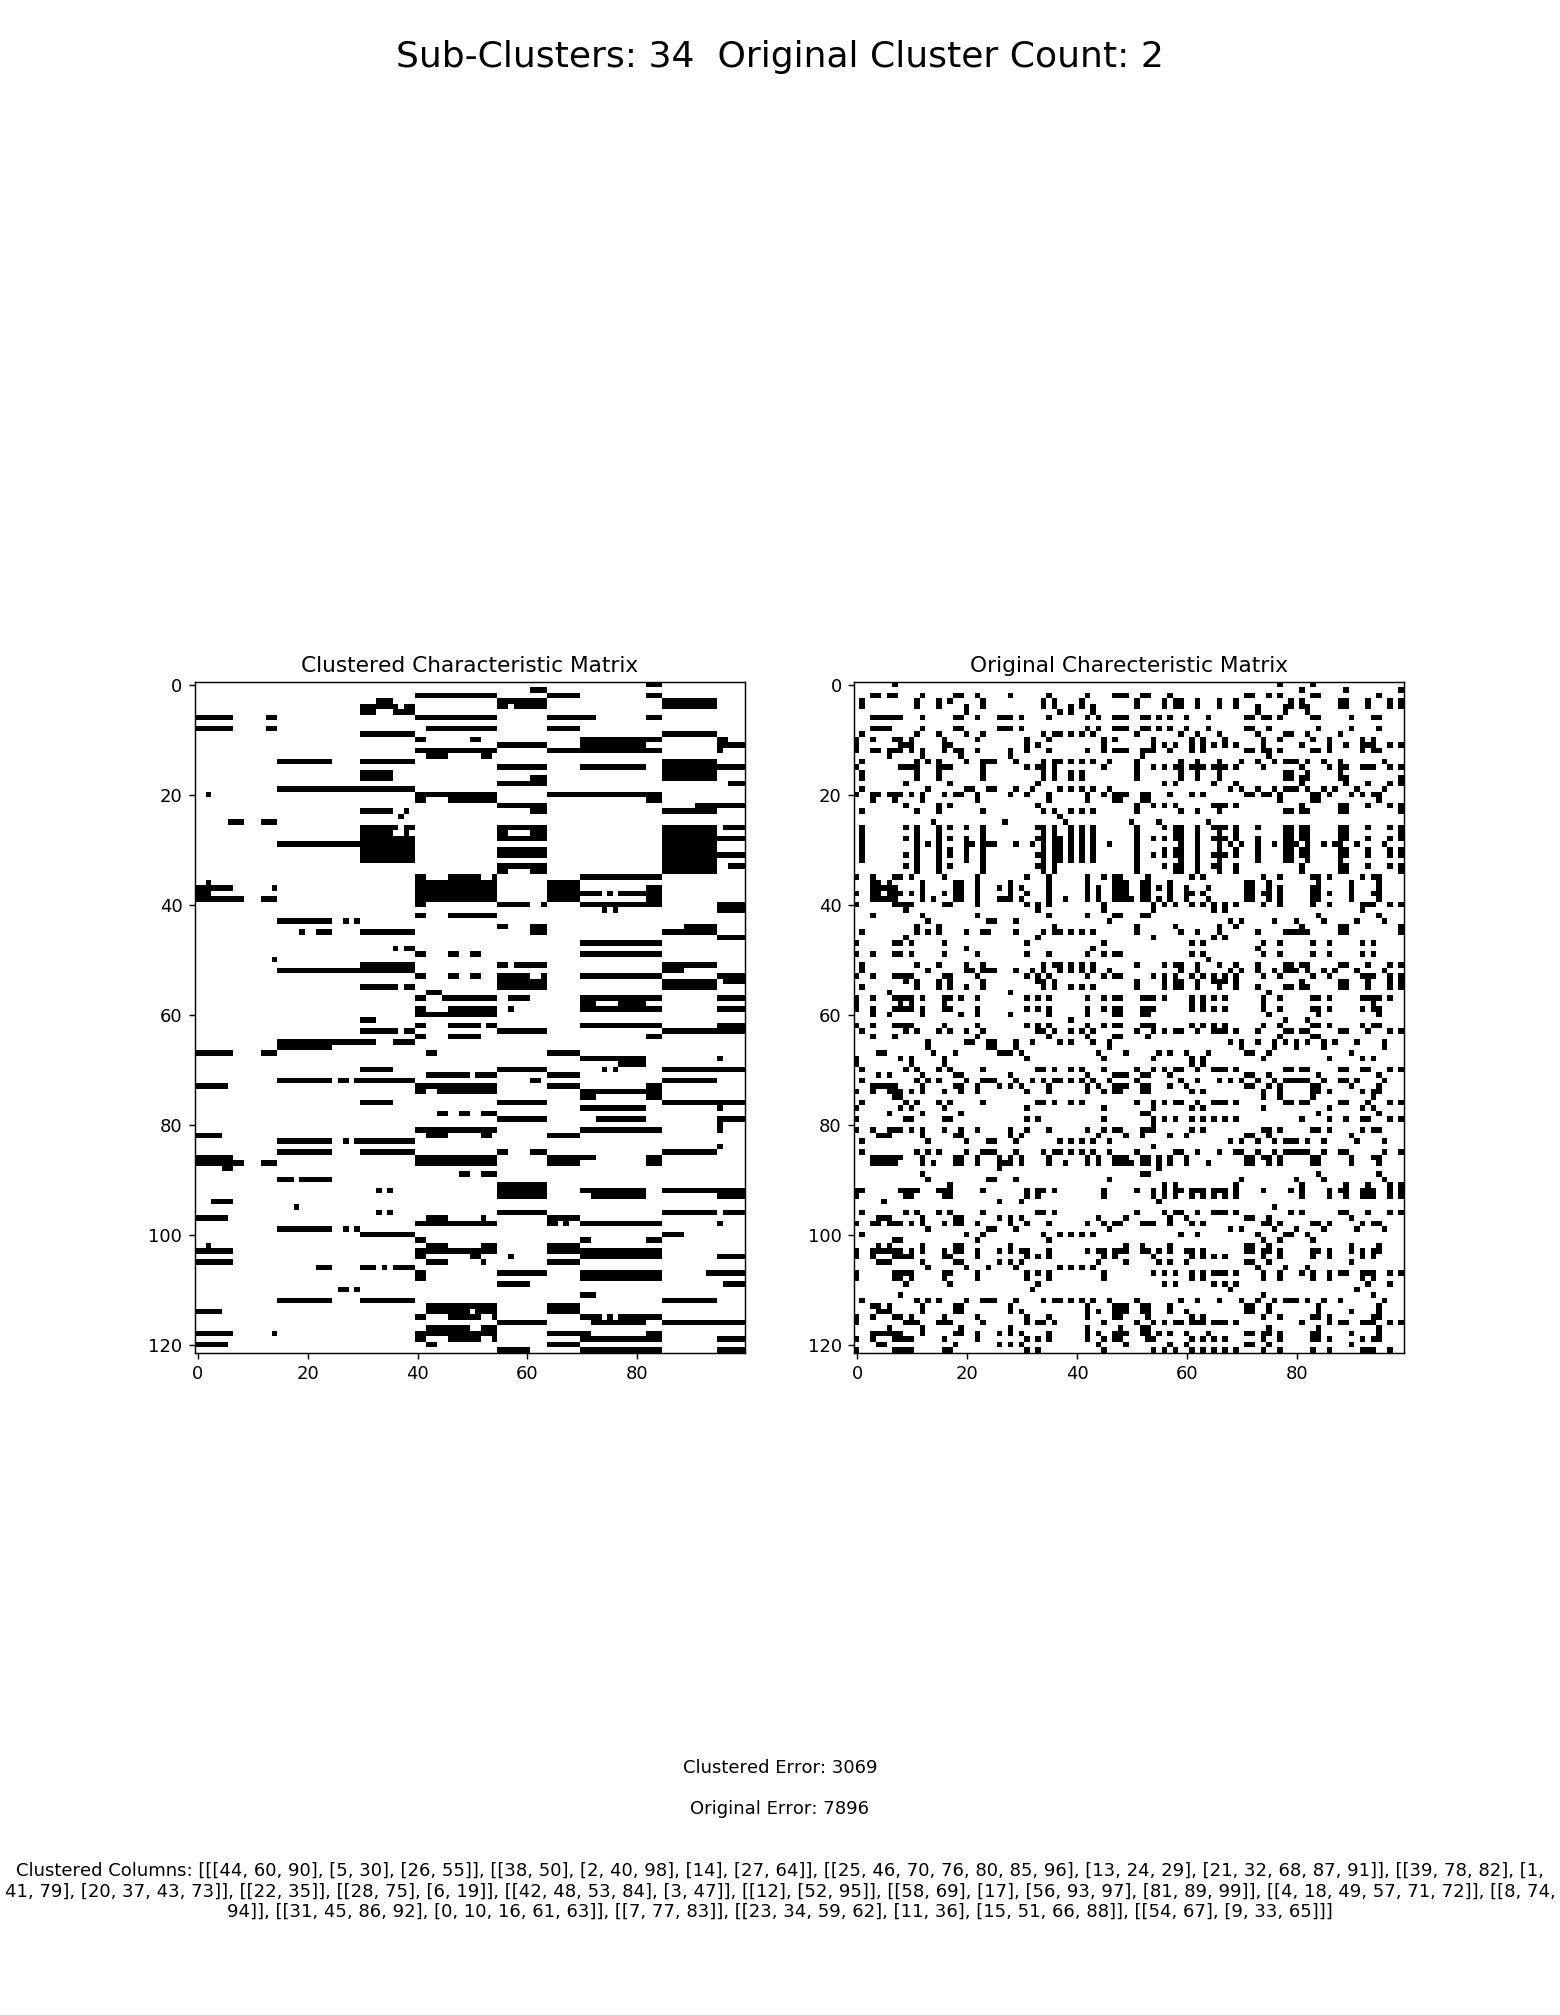 Sub-Clusters: 34  Original Cluster Count: 2
Clustered Characteristic Matrix
Original Charecteristic Matrix
0
20
40
60
80
100
120
0 20 40 60 80
0
20
40
60
80
100
120
0 20 40 60 80
Clustered Error: 3069
Original Error: 7896
Clustered Columns: [[[44, 60, 90], [5, 30], [26, 55]], [[38, 50], [2, 40, 98], [14], [27, 64]], [[25, 46, 70, 76, 80, 85, 96], [13, 24, 29], [21, 32, 68, 87, 91]], [[39, 78, 82], [1,
41, 79], [20, 37, 43, 73]], [[22, 35]], [[28, 75], [6, 19]], [[42, 48, 53, 84], [3, 47]], [[12], [52, 95]], [[58, 69], [17], [56, 93, 97], [81, 89, 99]], [[4, 18, 49, 57, 71, 72]], [[8, 74,
94]], [[31, 45, 86, 92], [0, 10, 16, 61, 63]], [[7, 77, 83]], [[23, 34, 59, 62], [11, 36], [15, 51, 66, 88]], [[54, 67], [9, 33, 65]]]